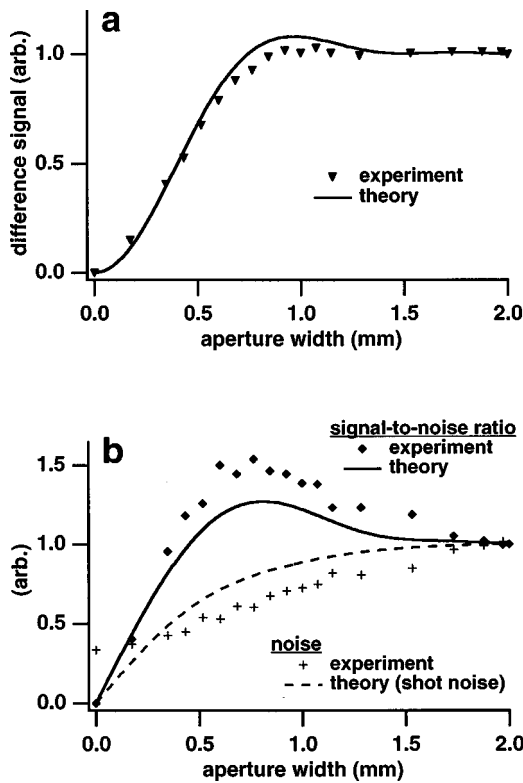 a
difference signal (arb.)
1.0
0.5
0.0
experiment
theory
0.0 0.5 1.0 1.5 2.0
aperture width (mm)
b
signal-to-noise ratio
experiment
theory
(arb.)
1.5
1.0
0.5
0.0
noise
experiment
theory (shot noise)
0.0 0.5 1.0 1.5 2.0
aperture width (mm)